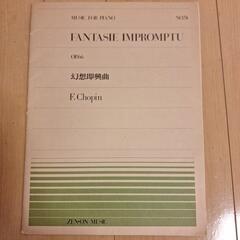 MUSIC FOR PIANO
FANTASIE IMPROMPTU
OP.66
幻想即興曲
F. Chopin
ZEN-ON MUSIC